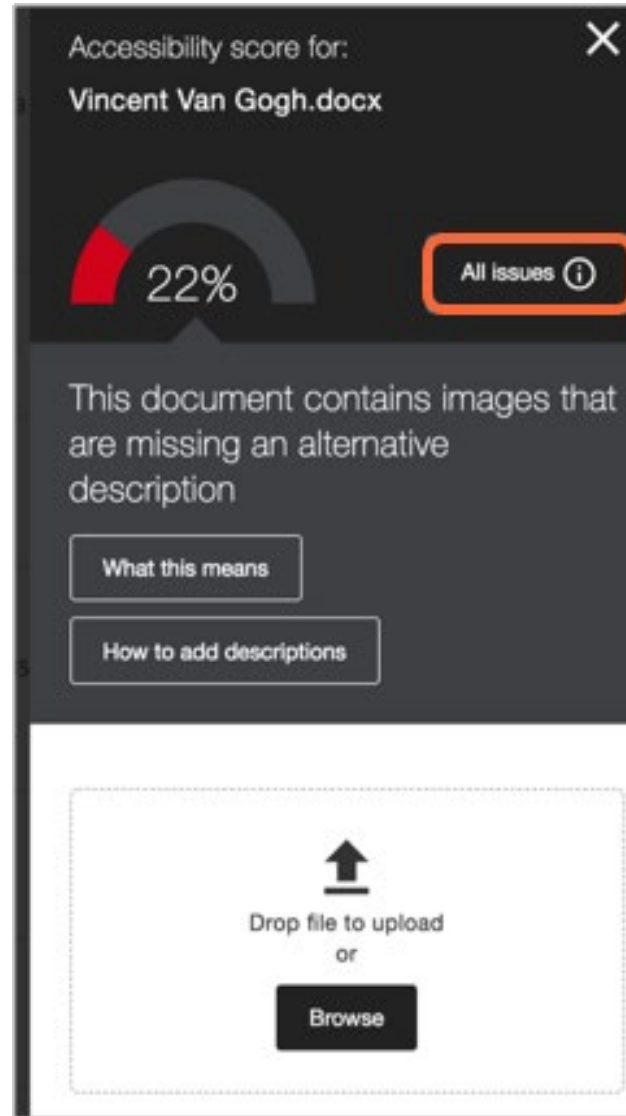 Accessibility score for:
Vincent Van Gogh.docx
22%
All issues
This document contains images that
are missing an alternative
description
What this means
How to add descriptions
Drop file to upload
or
Browse